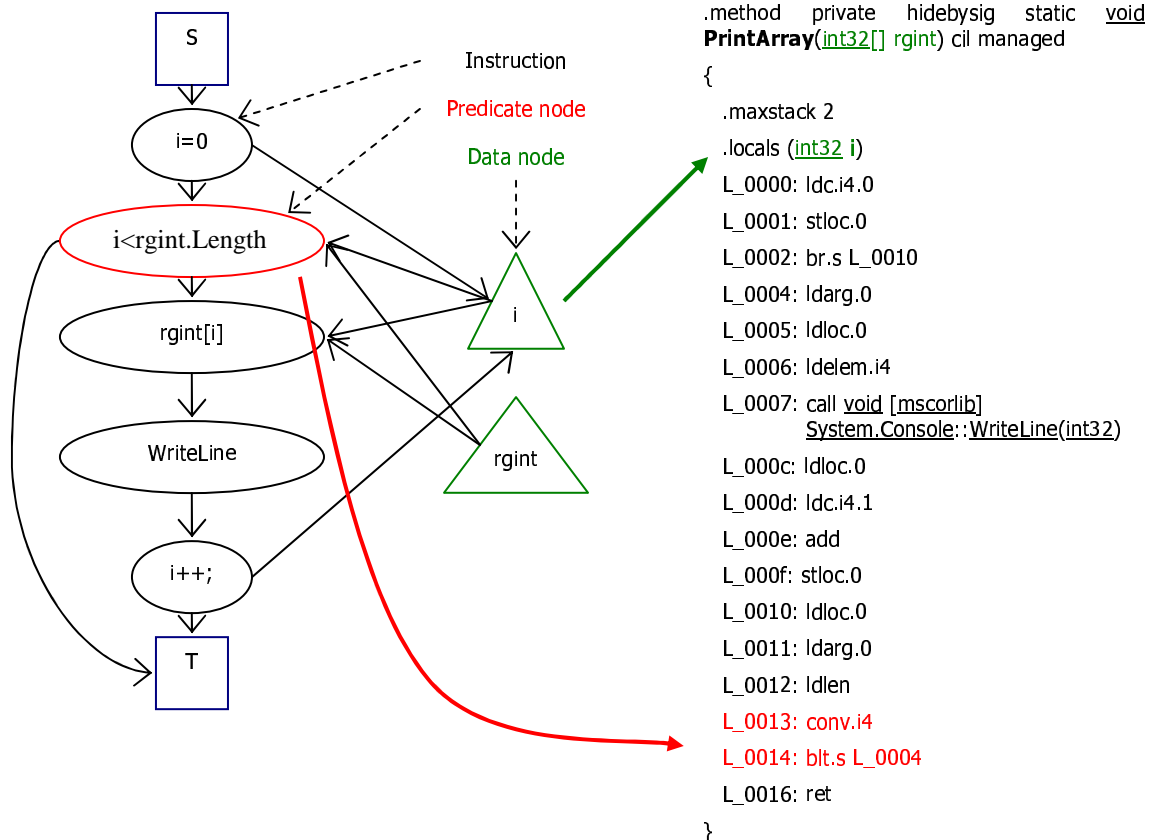 S
i=0
i<rgint.Length
rgint[i]
WriteLine
i++;
T
Instruction
Predicate node
Data node
i
rgint
.method private hidebysig static void
PrintArray(int32[] rgint) cil managed
{
.maxstack 2
.locals (int32 i)
L_0000: ldc.i4.0
L_0001: stloc.0
L_0002: br.s L_0010
L_0004: ldarg.0
L_0005: ldloc.0
L_0006: ldelem.i4
L_0007: call void [mscorlib]
System.Console::WriteLine(int32)
L_000c: ldloc.0
L_000d: ldc.i4.1
L_000e: add
L_000f: stloc.0
L_0010: ldloc.0
L_0011: ldarg.0
L_0012: ldlen
L_0013: conv.i4
L_0014: blt.s L_0004
L_0016: ret
}